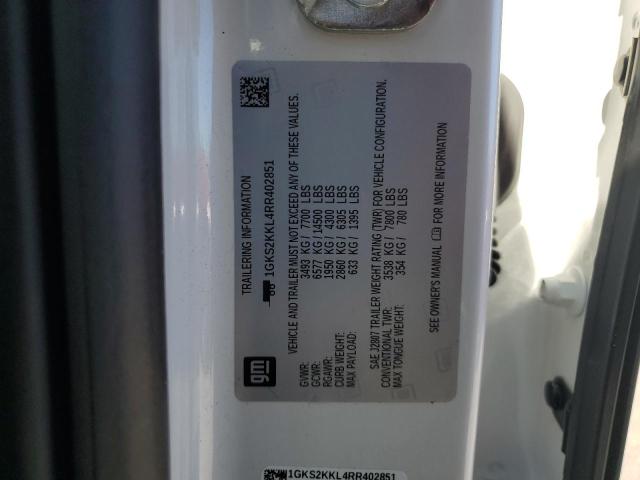 TRAILERING INFORMATION
1GKS2KKL4RR402851
VEHICLE AND TRAILER MUST NOT EXCEED ANY OF THESE VALUES.
GVWR: 3493 KG / 7700 LBS
GCWR: 6577 KG / 14500 LBS
RGAWR: 1950 KG / 4300 LBS
CURB WEIGHT: 2860 KG / 6305 LBS
MAX PAYLOAD: 633 KG / 1395 LBS
SAE J2807 TRAILER WEIGHT RATING (TWR) FOR VEHICLE CONFIGURATION.
CONVENTIONAL TWR: 3538 KG / 7800 LBS
MAX TONGUE WEIGHT: 354 KG / 780 LBS
SEE OWNER'S MANUAL FOR MORE INFORMATION
gm
1GKS2KKL4RR402851